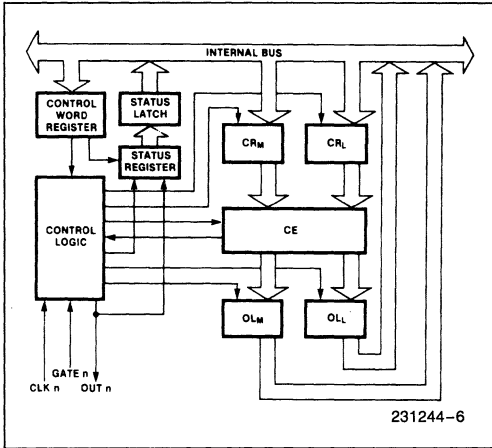 INTERNAL BUS
CONTROL
WORD
REGISTER
STATUS
LATCH
STATUS
REGISTER
CRM
CRL
CONTROL
LOGIC
CE
OLM
OLL
GATE n
CLK n OUT n
231244-6